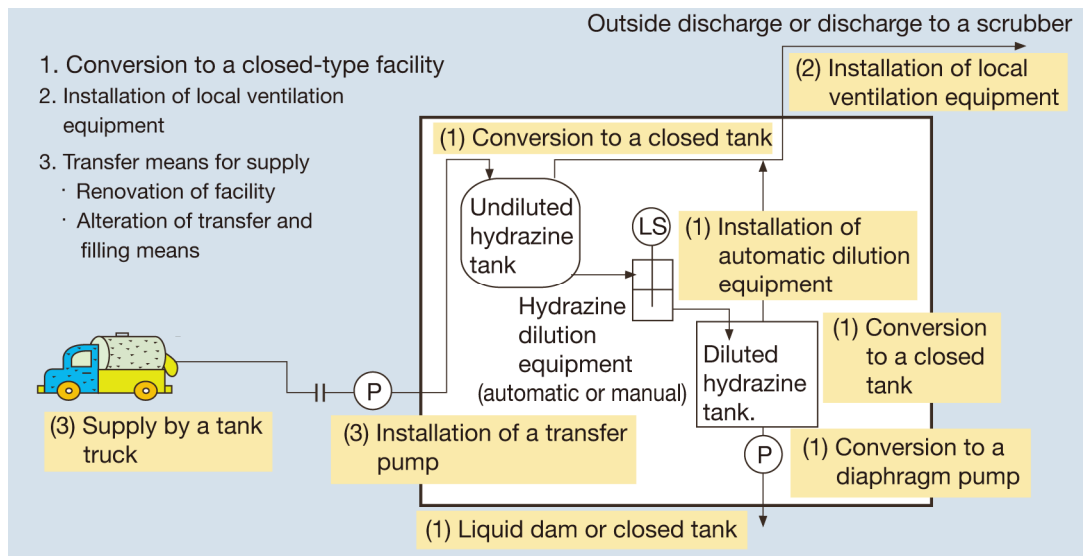 Outside discharge or discharge to a scrubber
1. Conversion to a closed-type facility
2. Installation of local ventilation
equipment
3. Transfer means for supply
· Renovation of facility
· Alteration of transfer and
filling means
(2) Installation of local
ventilation equipment
(1) Conversion to a closed tank
Undiluted
hydrazine
tank
LS
(1) Installation of
automatic dilution
equipment
Hydrazine
dilution
equipment
(automatic or manual)
Diluted
hydrazine
tank.
(1) Conversion
to a closed
tank
P
(3) Supply by a tank
truck
(3) Installation of a transfer
pump
P
(1) Conversion to a
diaphragm pump
(1) Liquid dam or closed tank